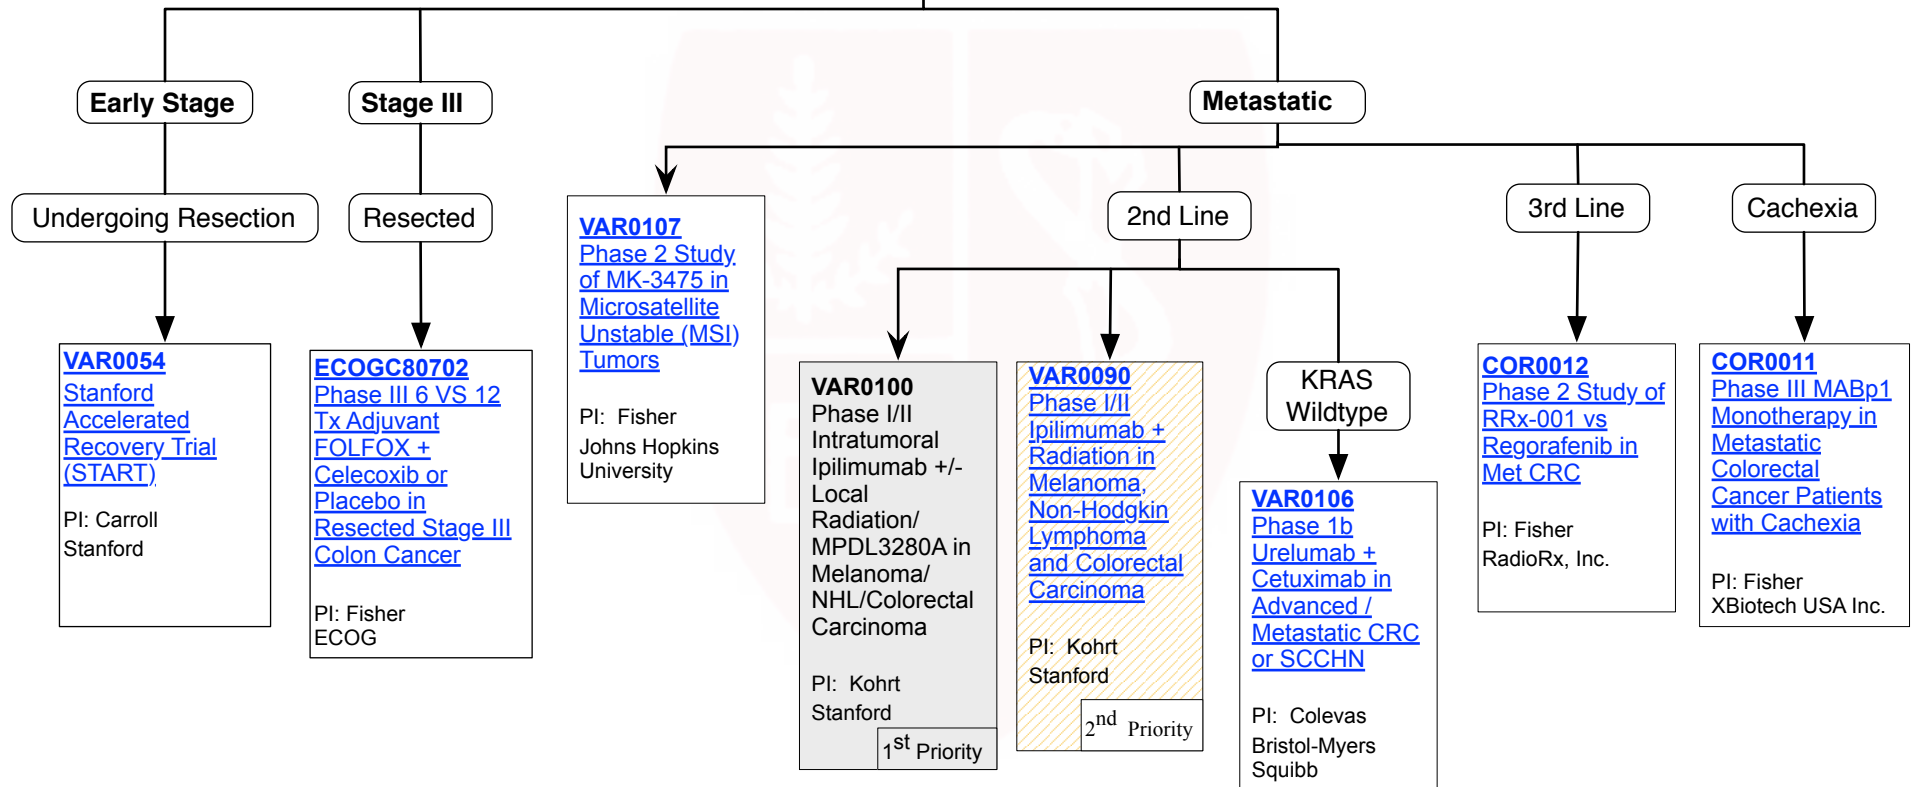 Early Stage
Stage III
Metastatic
Undergoing Resection
Resected
2nd Line
3rd Line
Cachexia
VAR0054
Stanford
Accelerated
Recovery Trial
(START)
PI: Carroll
Stanford
ECOGC80702
Phase III 6 VS 12
Tx Adjuvant
FOLFOX +
Celecoxib or
Placebo in
Resected Stage III
Colon Cancer
PI: Fisher
ECOG
VAR0107
Phase 2 Study
of MK-3475 in
Microsatellite
Unstable (MSI)
Tumors
PI: Fisher
Johns Hopkins
University
VAR0100
Phase I/II
Intratumoral
Ipilimumab +/-
Local
Radiation/
MPDL3280A in
Melanoma/
NHL/Colorectal
Carcinoma
PI: Kohrt
Stanford
1st Priority
VAR0090
Phase I/II
Ipilimumab +
Radiation in
Melanoma,
Non-Hodgkin
Lymphoma
and Colorectal
Carcinoma
PI: Kohrt
Stanford
2nd Priority
KRAS
Wildtype
VAR0106
Phase 1b
Urelumab +
Cetuximab in
Advanced /
Metastatic CRC
or SCCHN
PI: Colevas
Bristol-Myers
Squibb
COR0012
Phase 2 Study of
RRx-001 vs
Regorafenib in
Met CRC
PI: Fisher
RadioRx, Inc.
COR0011
Phase III MABp1
Monotherapy in
Metastatic
Colorectal
Cancer Patients
with Cachexia
PI: Fisher
XBiotech USA Inc.